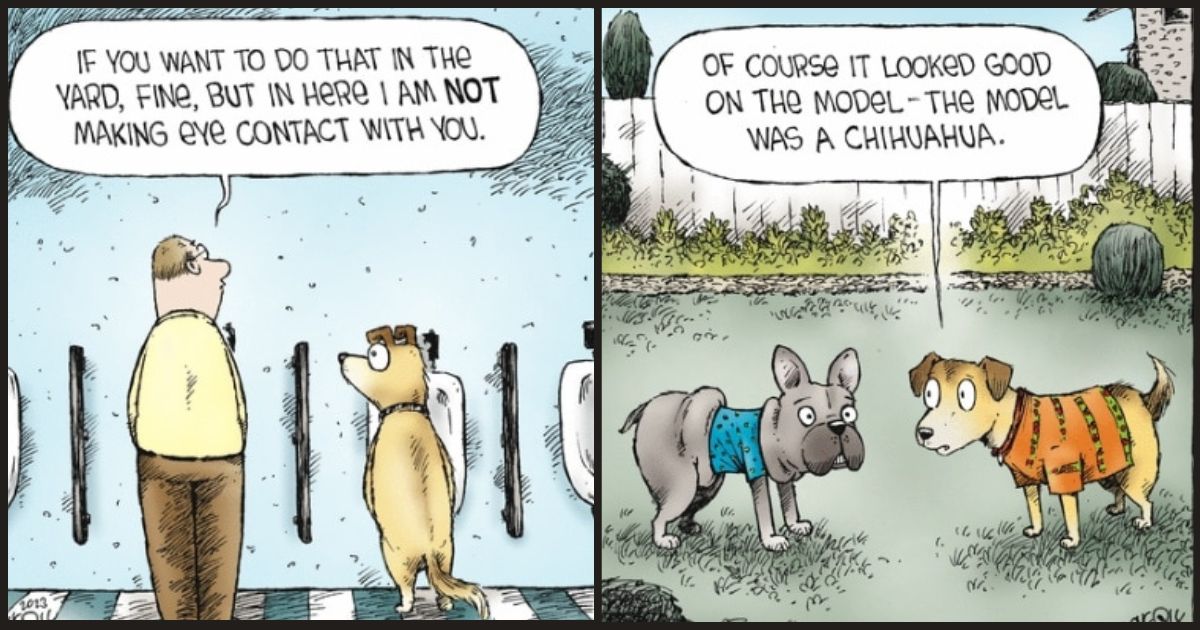 IF YOU WANT TO DO THAT IN THE
YARD, FINE, BUT IN HERE I AM NOT
MAKING EYE CONTACT WITH YOU.
2013
OF COURSE IT LOOKED GOOD
ON THE MODEL-THE MODEL
WAS A CHIHUAHUA.